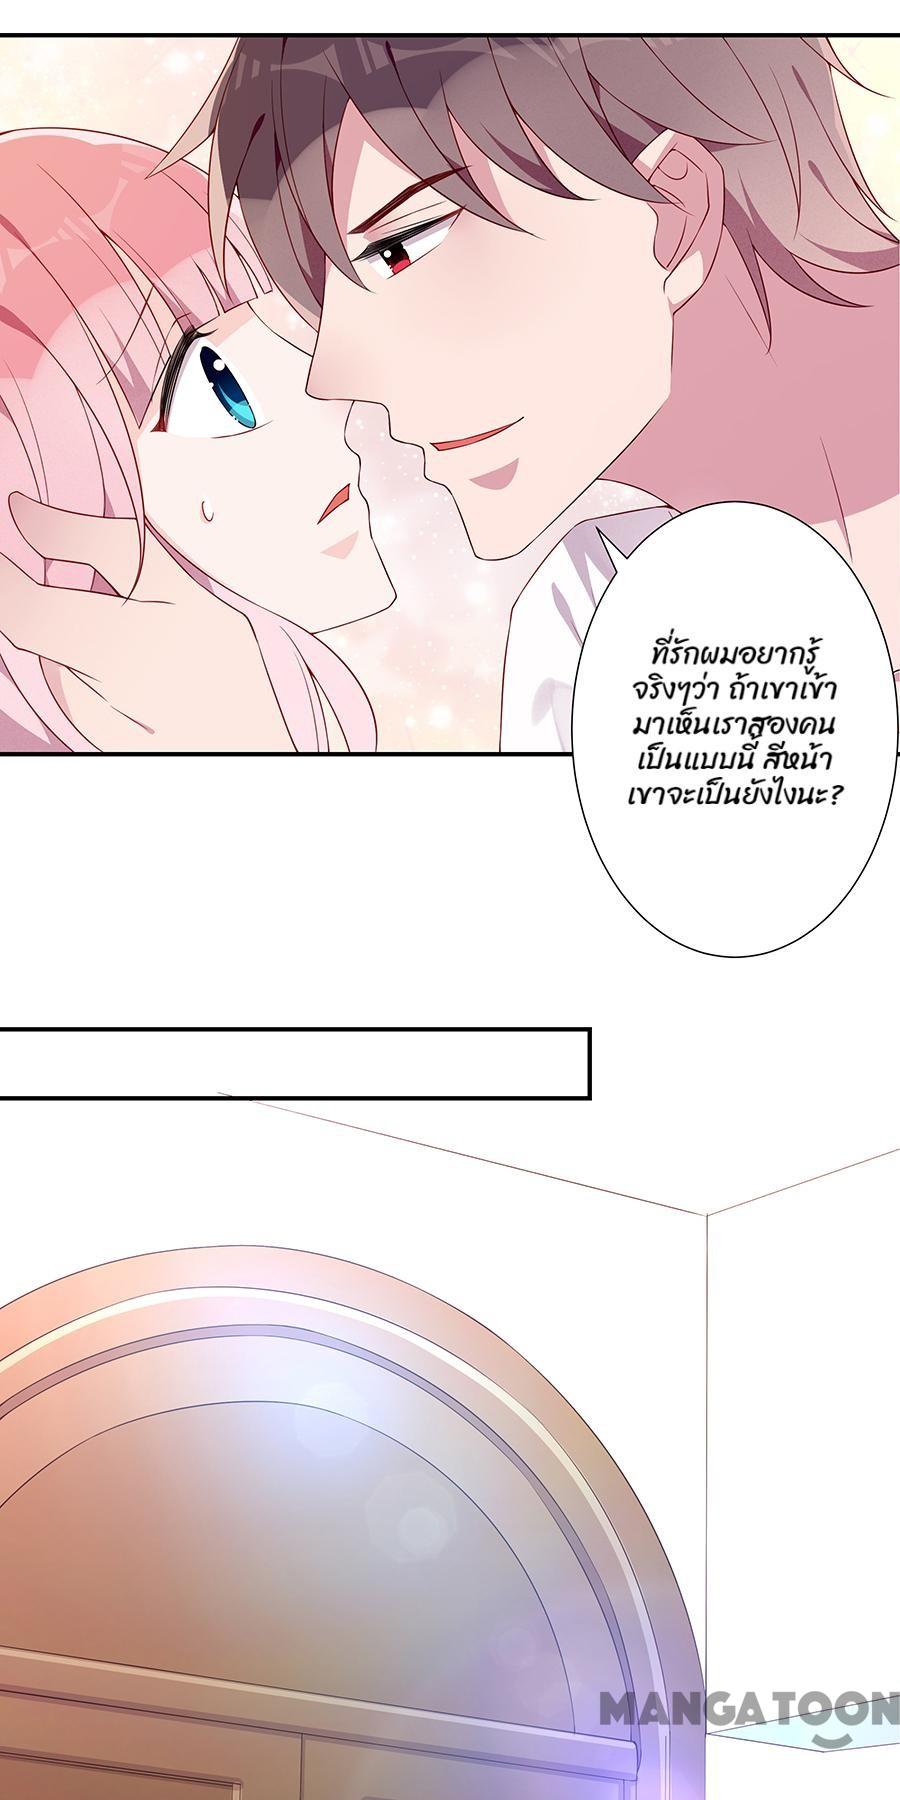 ที่รักผมอยากรู้
จริงๆว่า ถ้าเขาเข้า
มาเห็นเราสองคน
เป็นแบบนี้ สีหน้า
เขาจะเป็นยังไงนะ?
MANGATOON